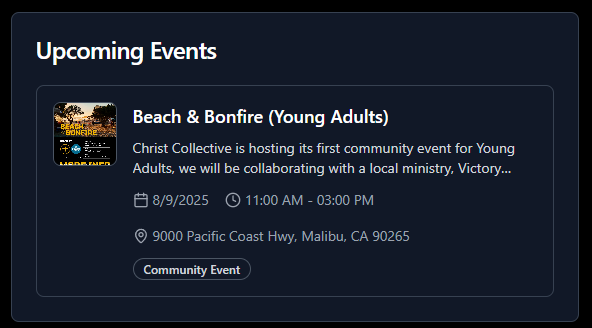 Upcoming Events
BEACH &
BONFIRE
Beach & Bonfire (Young Adults)
Christ Collective is hosting its first community event for Young
Adults, we will be collaborating with a local ministry, Victory...
8/9/2025 11:00 AM - 03:00 PM
9000 Pacific Coast Hwy, Malibu, CA 90265
Community Event